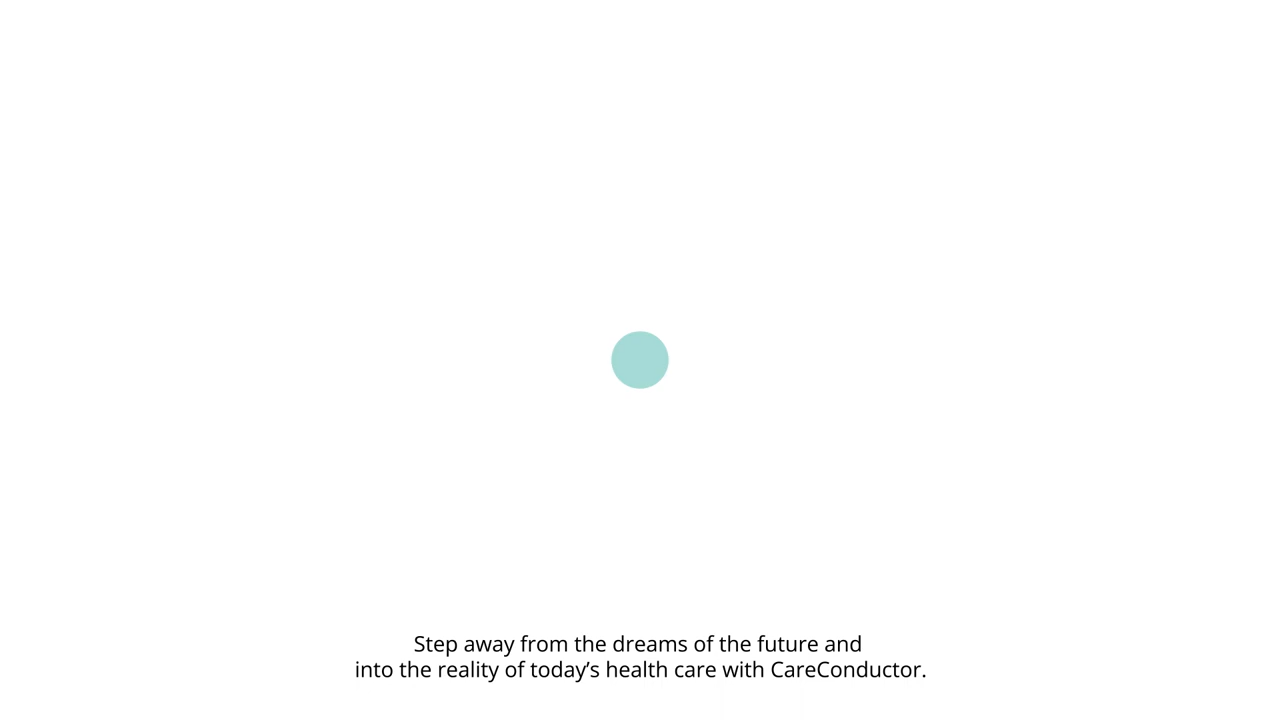 Step away from the dreams of the future and
into the reality of today’s health care with CareConductor.